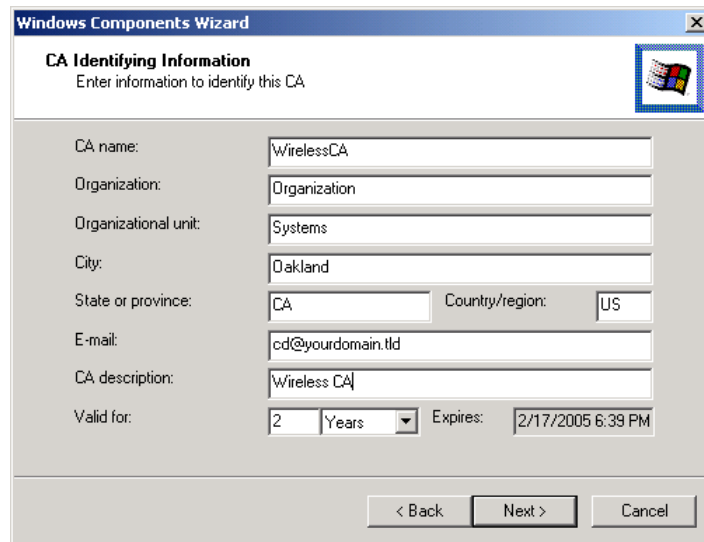 Windows Components Wizard
CA Identifying Information
Enter information to identify this CA
CA name: WirelessCA
Organization: Organization
Organizational unit: Systems
City: Oakland
State or province: CA Country/region: US
E-mail: cd@yourdomain.tld
CA description: Wireless CA
Valid for: 2 Years Expires: 2/17/2005 6:39 PM
< Back Next > Cancel